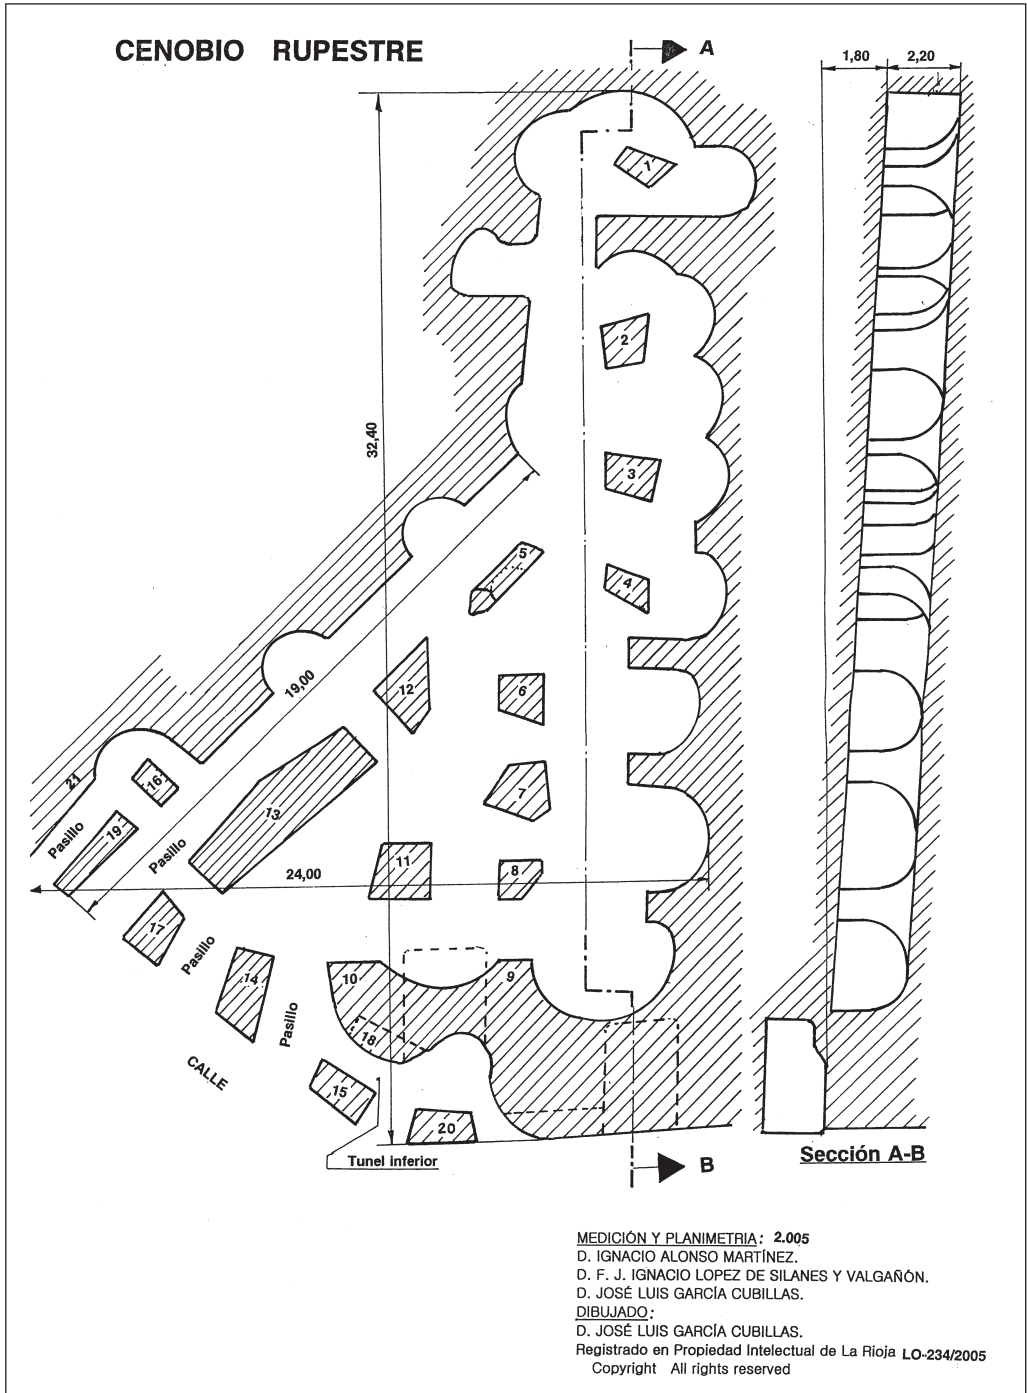 CENOBIO RUPESTRE
A
1,80
2,20
1
2
32,40
3
5
4
19,00
12
6
21
16
13
7
19
Pasillo
Pasillo
11
8
24,00
17
Pasillo
14
10
9
Pasillo
18
CALLE
15
20
Tunel inferior
B
Sección A-B
MEDICIÓN Y PLANIMETRIA: 2.005
D. IGNACIO ALONSO MARTÍNEZ.
D. F. J. IGNACIO LOPEZ DE SILANES Y VALGAÑÓN.
D. JOSÉ LUIS GARCÍA CUBILLAS.
DIBUJADO:
D. JOSÉ LUIS GARCÍA CUBILLAS.
Registrado en Propiedad Intelectual de La Rioja LO-234/2005
Copyright All rights reserved